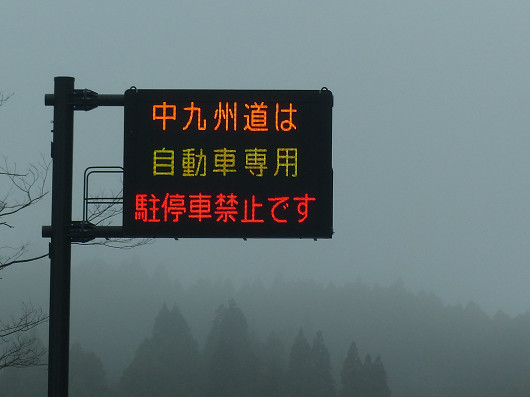 中九州道は
自動車専用
駐停車禁止です